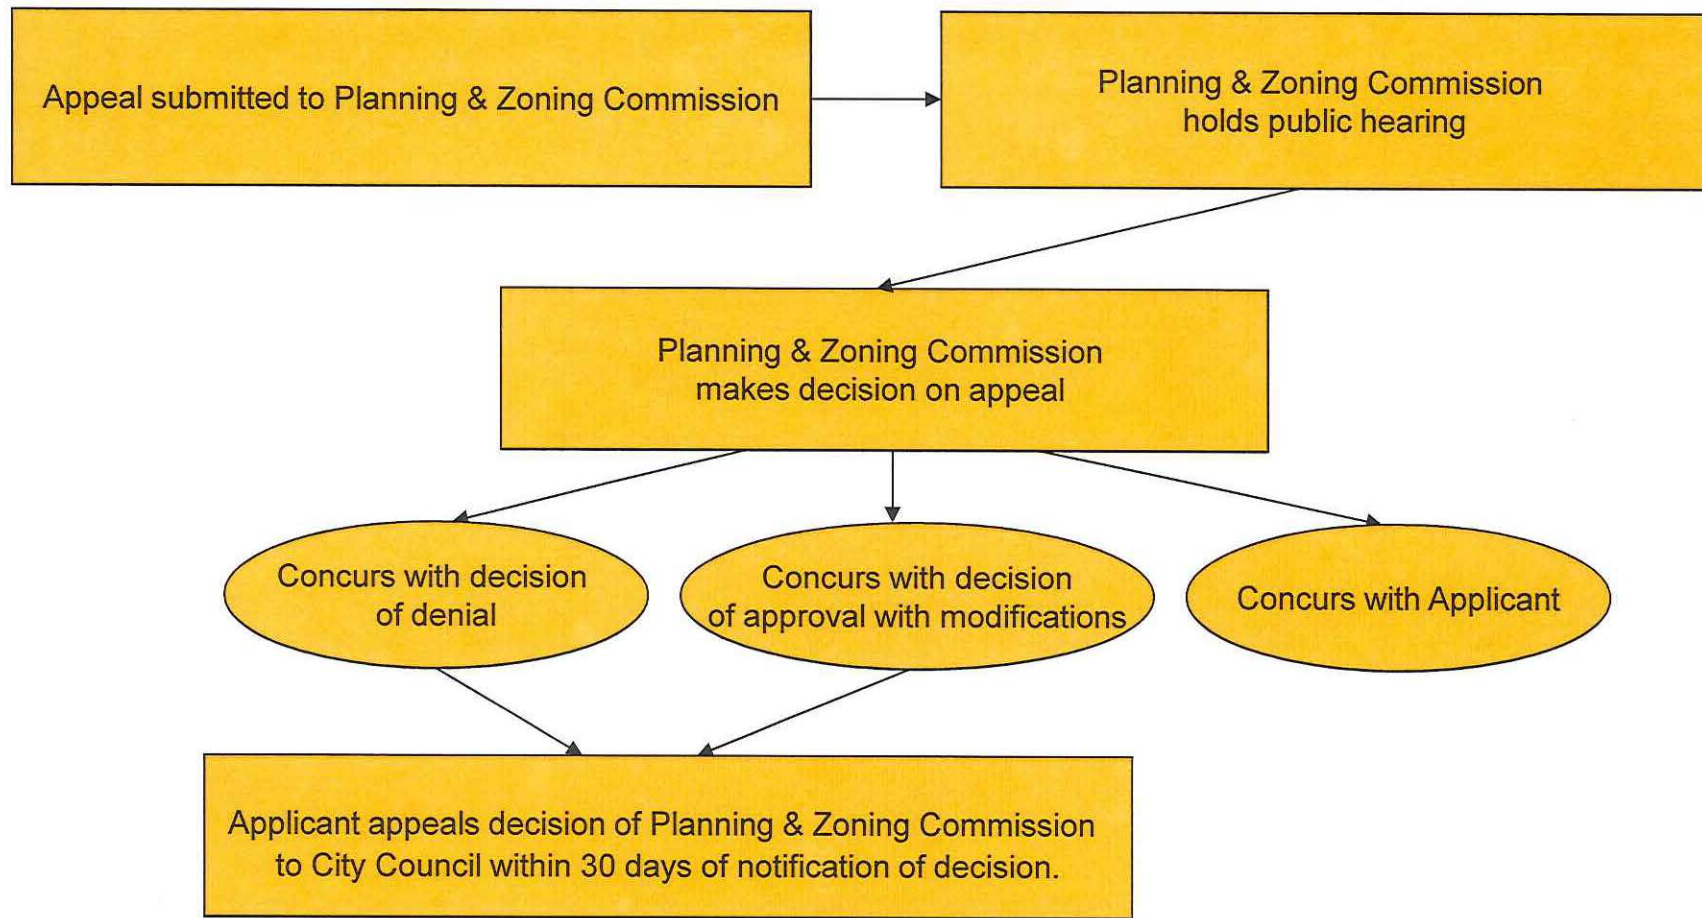 Appeal submitted to Planning & Zoning Commission
Planning & Zoning Commission
holds public hearing
Planning & Zoning Commission
makes decision on appeal
Concurs with decision
of denial
Concurs with decision
of approval with modifications
Concurs with Applicant
Applicant appeals decision of Planning & Zoning Commission
to City Council within 30 days of notification of decision.